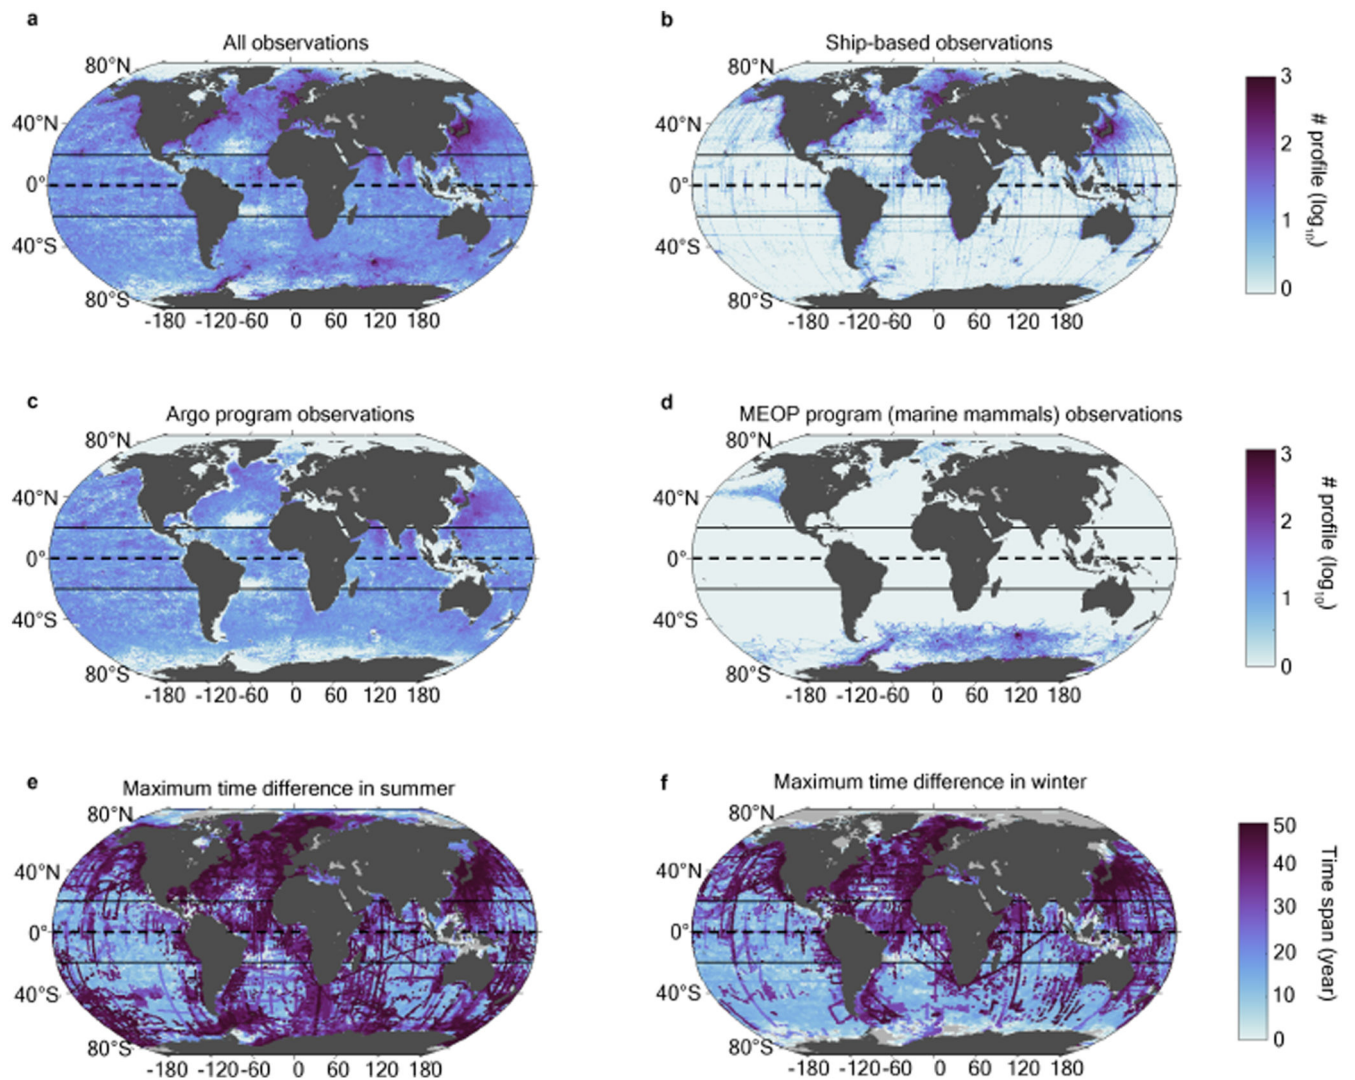 a
All observations
80°N
40°N
0°
40°S
80°S
-180 -120 -60 0 60 120 180
b
Ship-based observations
80°N
40°N
0°
40°S
80°S
-180 -120 -60 0 60 120 180
3
2
1
0
# profile (log10)
c
Argo program observations
80°N
40°N
0°
40°S
80°S
-180 -120 -60 0 60 120 180
d
MEOP program (marine mammals) observations
80°N
40°N
0°
40°S
80°S
-180 -120 -60 0 60 120 180
3
2
1
0
# profile (log10)
e
Maximum time difference in summer
80°N
40°N
0°
40°S
80°S
-180 -120 -60 0 60 120 180
f
Maximum time difference in winter
80°N
40°N
0°
40°S
80°S
-180 -120 -60 0 60 120 180
50
40
30
20
10
0
Time span (year)